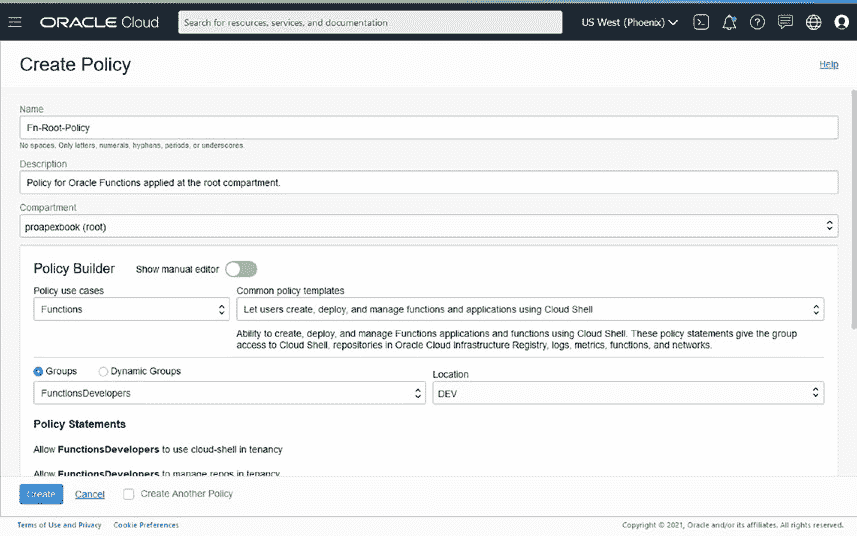 ORACLE Cloud
Search for resources, services, and documentation
US West (Phoenix)
Create Policy
Help
Name
Fn-Root-Policy
No spaces. Only letters, numerals, hyphens, periods, or underscores.
Description
Policy for Oracle Functions applied at the root compartment.
Compartment
proapexbook (root)
Policy Builder
Show manual editor
Policy use cases
Common policy templates
Functions
Let users create, deploy, and manage functions and applications using Cloud Shell
Ability to create, deploy, and manage Functions applications and functions using Cloud Shell. These policy statements give the group
access to Cloud Shell, repositories in Oracle Cloud Infrastructure Registry, logs, metrics, functions, and networks.
Groups
Dynamic Groups
Location
FunctionsDevelopers
DEV
Policy Statements
Allow FunctionsDevelopers to use cloud-shell in tenancy
Allow FunctionsDevelopers to manage repos in tenancy
Create
Cancel
Create Another Policy
Terms of Use and Privacy
Cookie Preferences
Copyright © 2021, Oracle and/or its affiliates. All rights reserved.